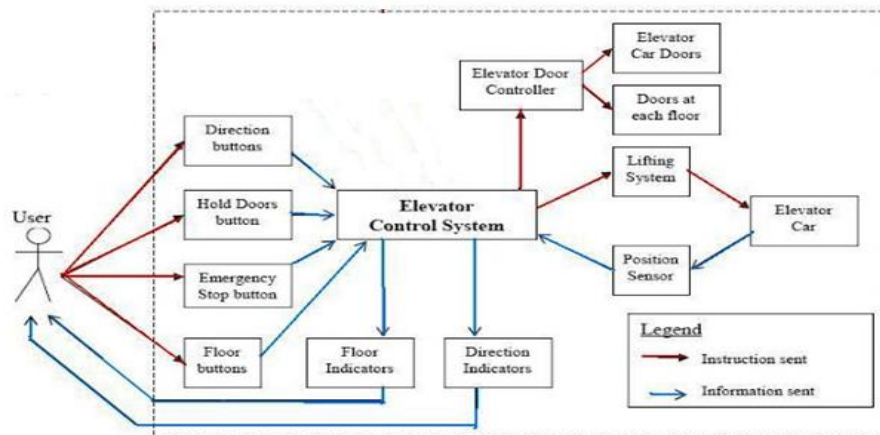 Elevator
Car Doors
Elevator Door
Controller
Doors at
each floor
Direction
buttons
Lifting
System
User
Hold Doors
button
Elevator
Control System
Elevator
Car
Emergency
Stop button
Position
Sensor
Floor
buttons
Floor
Indicators
Direction
Indicators
Legend
Instruction sent
Information sent